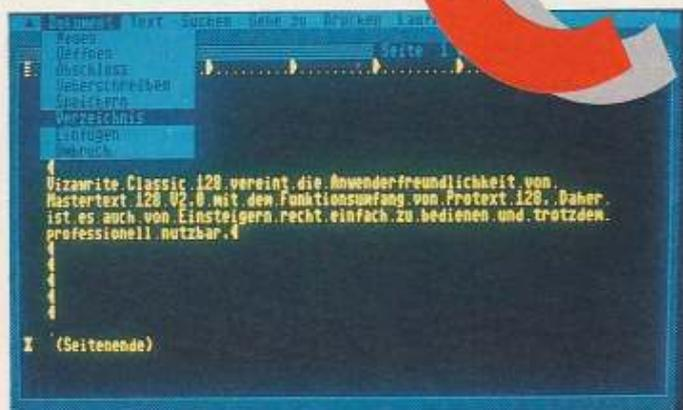 Dokument Text Suchen Gehe zu Drucken
Neues
Oeffnen
Abschluss
Ueberschreiben
Speichern
Verzeichnis
Einfuegen
Umbruch
Seite 1
Vizawrite Classic 128 vereint die Anwenderfreundlichkeit von
Mastertext 128 V2.0 mit dem Funktionsumfang von Protext 128. Daher
ist es auch von Einsteigern recht einfach zu bedienen und trotzdem
professionell nutzbar.
(Seitenende)